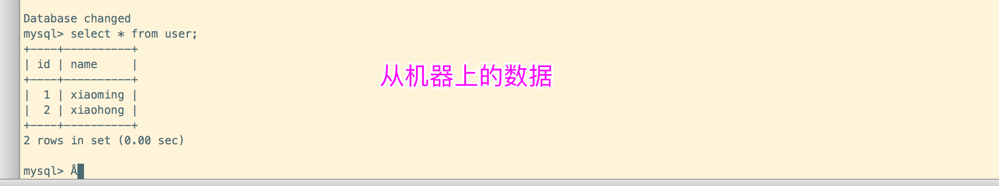 Database changed
mysql> select * from user;
+----+----------+
| id | name     |
+----+----------+
|  1 | xiaoming |
|  2 | xiaohong |
+----+----------+
2 rows in set (0.00 sec)
mysql> Å
从机器上的数据